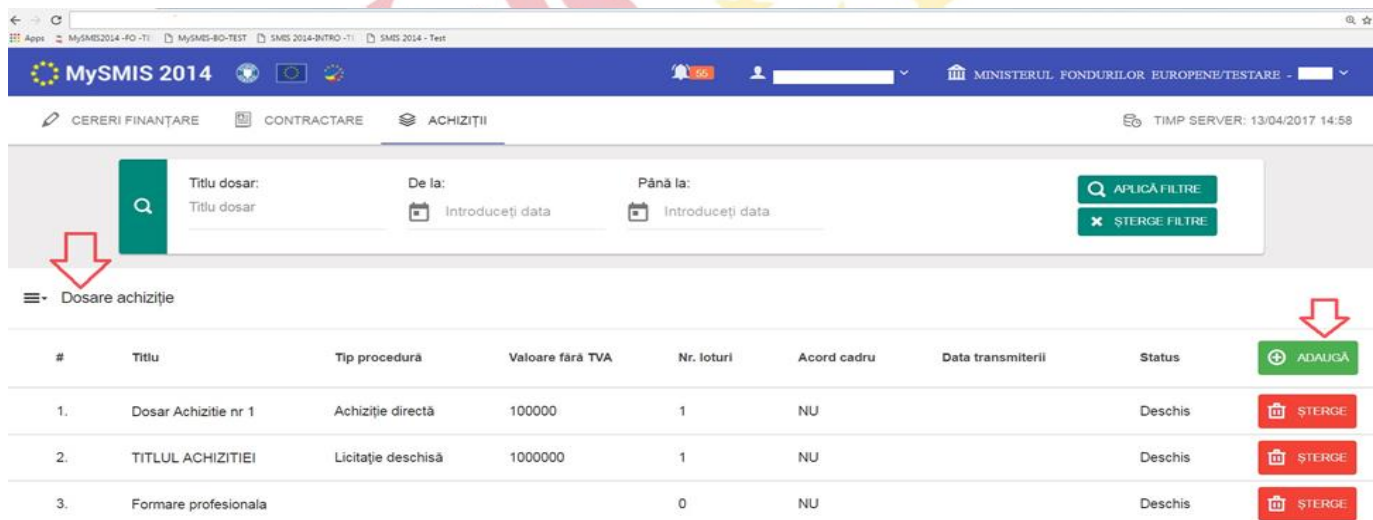 Apps MySMIS2014 -FO -TI MySMIS-BO-TEST SMIS 2014-INTRO -TI SMIS 2014 - Test
MySMIS 2014 55 MINISTERUL FONDURILOR EUROPENE/TESTARE -
CERERI FINANȚARE CONTRACTARE ACHIZIȚII TIMP SERVER: 13/04/2017 14:58
Titlu dosar: De la: Până la:
Titlu dosar Introduceți data Introduceți data
APLICĂ FILTRE
ȘTERGE FILTRE
Dosare achiziție
# Titlu Tip procedură Valoare fără TVA Nr. loturi Acord cadru Data transmiterii Status ADAUGĂ
1. Dosar Achizitie nr 1 Achiziție directă 100000 1 NU Deschis ȘTERGE
2. TITLUL ACHIZITIEI Licitație deschisă 1000000 1 NU Deschis ȘTERGE
3. Formare profesionala 0 NU Deschis ȘTERGE